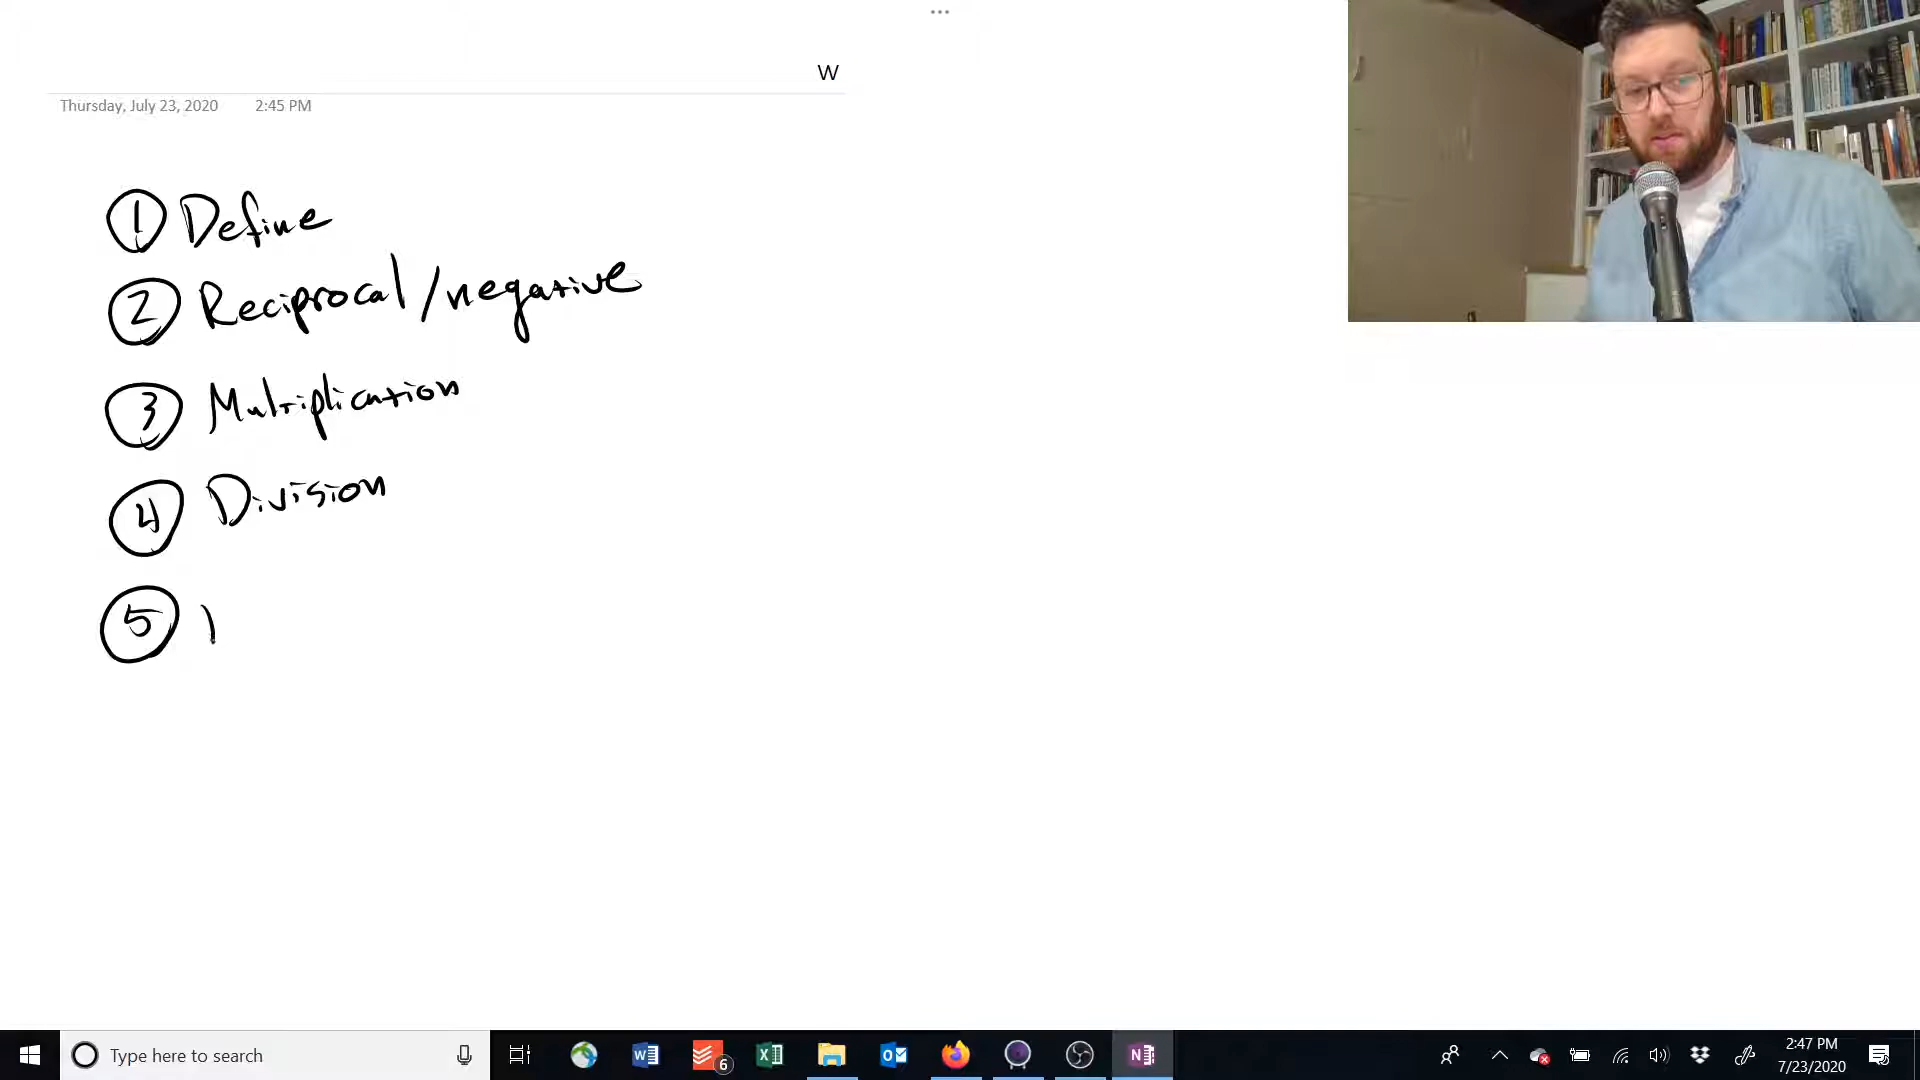 W
Thursday, July 23, 2020 2:45 PM
① Define
② Reciprocal/negative
③ Multiplication
④ Division
⑤
Type here to search
6
2:47 PM
7/23/2020